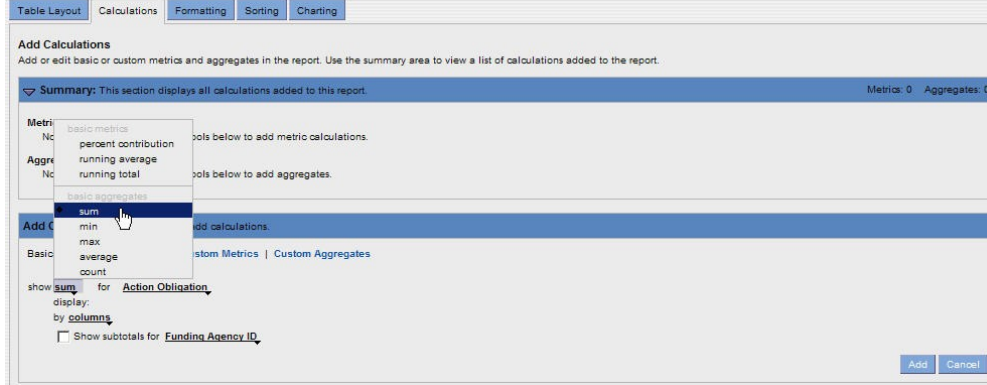 Table Layout Calculations Formatting Sorting Charting
Add Calculations
Add or edit basic or custom metrics and aggregates in the report. Use the summary area to view a list of calculations added to the report.
Summary: This section displays all calculations added to this report. Metrics: 0 Aggregates: 0
Metri
No ools below to add metric calculations.
Aggre
No ools below to add aggregates.
basic metrics
percent contribution
running average
running total
basic aggregates
sum
min
max
average
count
Add C add calculations.
Basic stom Metrics | Custom Aggregates
show sum for Action Obligation
display:
by columns
Show subtotals for Funding Agency ID
Add Cancel